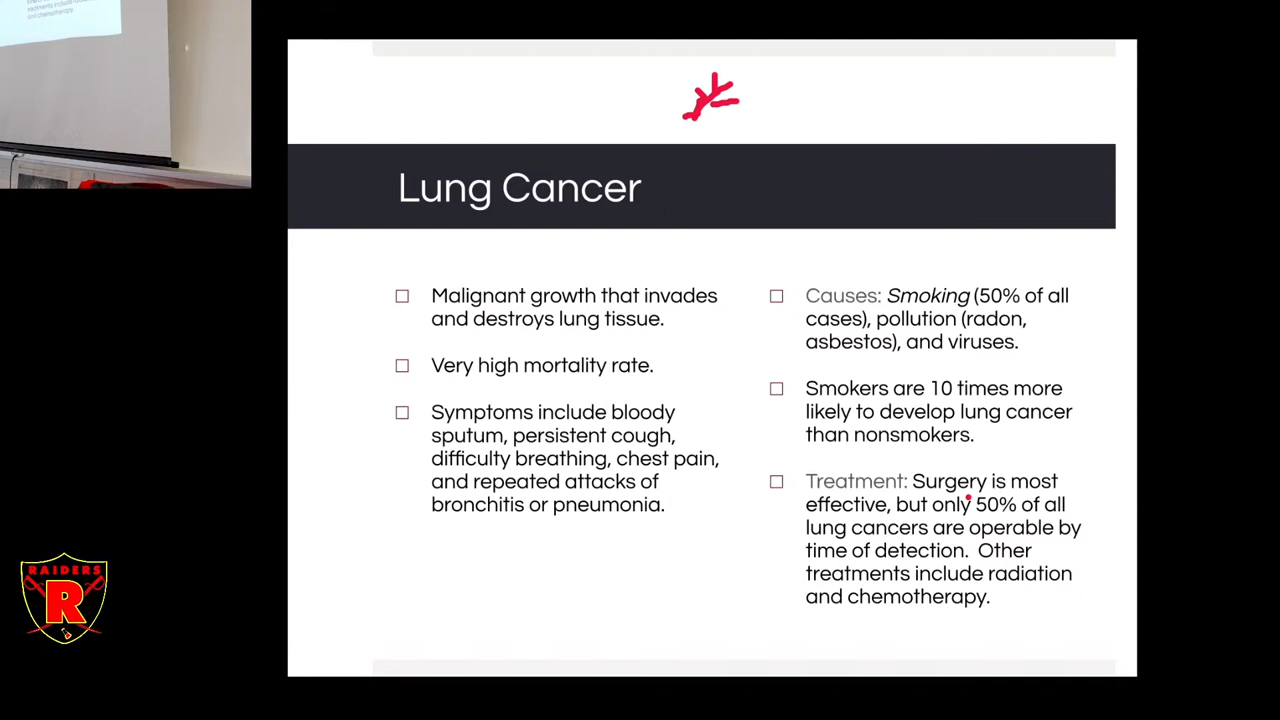 treatments include
and chemotherapy.
Lung Cancer
☐ Malignant growth that invades
and destroys lung tissue.
☐ Very high mortality rate.
☐ Symptoms include bloody
sputum, persistent cough,
difficulty breathing, chest pain,
and repeated attacks of
bronchitis or pneumonia.
☐ Causes: Smoking (50% of all
cases), pollution (radon,
asbestos), and viruses.
☐ Smokers are 10 times more
likely to develop lung cancer
than nonsmokers.
☐ Treatment: Surgery is most
effective, but only 50% of all
lung cancers are operable by
time of detection. Other
treatments include radiation
and chemotherapy.
RAIDERS
R